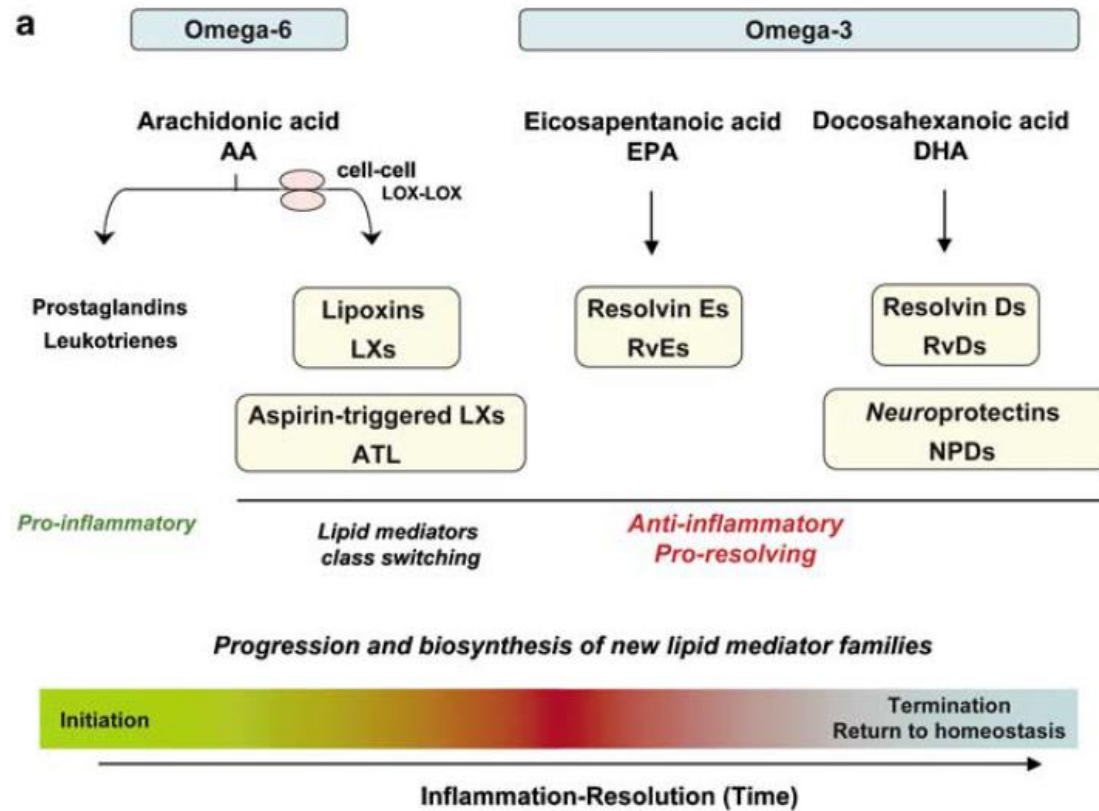 a
Omega-6
Omega-3
Arachidonic acid
AA
cell-cell
LOX-LOX
Eicosapentanoic acid
EPA
Docosahexanoic acid
DHA
Prostaglandins
Leukotrienes
Lipoxins
LXs
Resolvin Es
RvEs
Resolvin Ds
RvDs
Aspirin-triggered LXs
ATL
Neuroprotectins
NPDs
Pro-inflammatory
Lipid mediators
class switching
Anti-inflammatory
Pro-resolving
Progression and biosynthesis of new lipid mediator families
Initiation
Termination
Return to homeostasis
Inflammation-Resolution (Time)